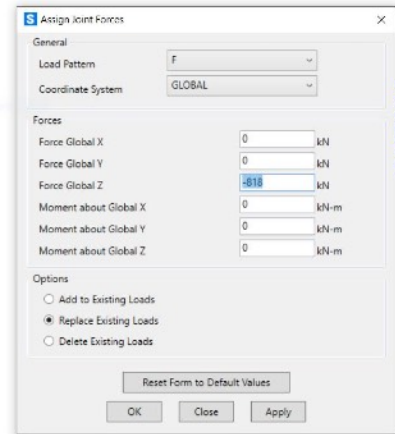 S Assign Joint Forces
General
Load Pattern F
Coordinate System GLOBAL
Forces
Force Global X 0 kN
Force Global Y 0 kN
Force Global Z -818 kN
Moment about Global X 0 kN-m
Moment about Global Y 0 kN-m
Moment about Global Z 0 kN-m
Options
Add to Existing Loads
Replace Existing Loads
Delete Existing Loads
Reset Form to Default Values
OK Close Apply